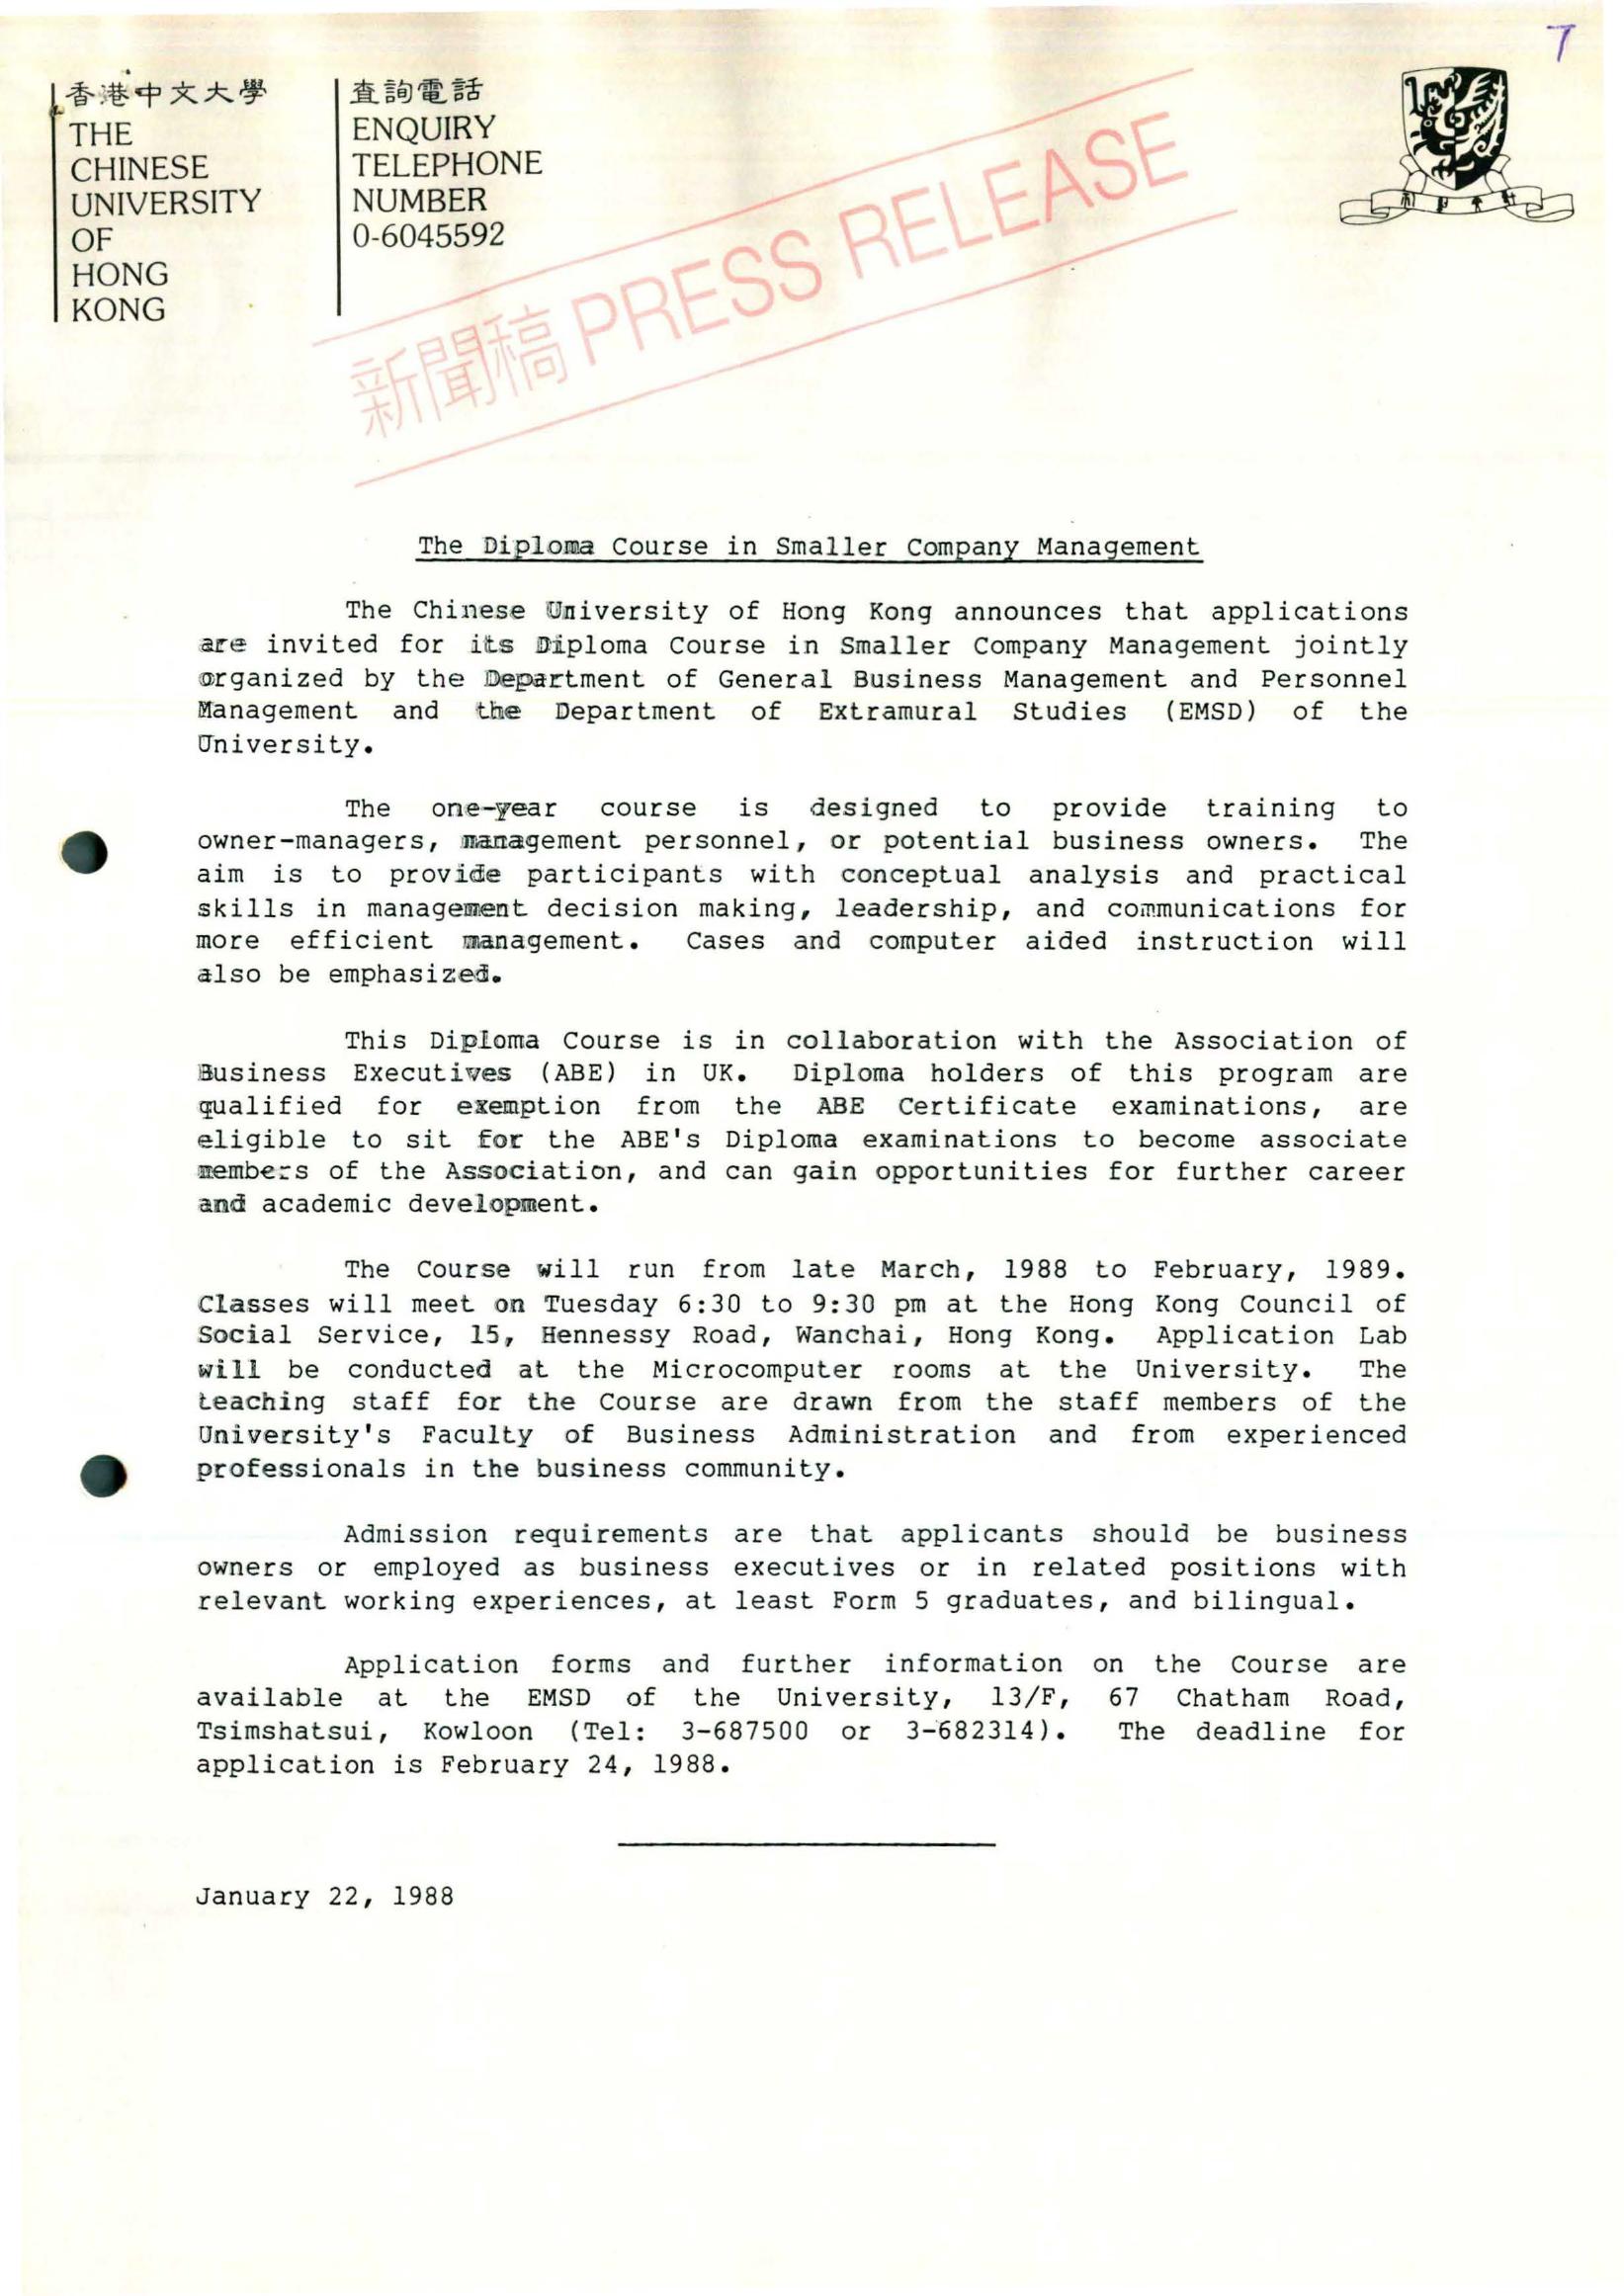 7
香港中文大學
THE
CHINESE
UNIVERSITY
OF
HONG
KONG
查詢電話
ENQUIRY
TELEPHONE
NUMBER
0-6045592
新聞稿 PRESS RELEASE
The Diploma Course in Smaller Company Management
The Chinese University of Hong Kong announces that applications
are invited for its Diploma Course in Smaller Company Management jointly
organized by the Department of General Business Management and Personnel
Management and the Department of Extramural Studies (EMSD) of the
University.
The one-year course is designed to provide training to
owner-managers, management personnel, or potential business owners. The
aim is to provide participants with conceptual analysis and practical
skills in management decision making, leadership, and communications for
more efficient management. Cases and computer aided instruction will
also be emphasized.
This Diploma Course is in collaboration with the Association of
Business Executives (ABE) in UK. Diploma holders of this program are
qualified for exemption from the ABE Certificate examinations, are
eligible to sit for the ABE's Diploma examinations to become associate
members of the Association, and can gain opportunities for further career
and academic development.
The Course will run from late March, 1988 to February, 1989.
Classes will meet on Tuesday 6:30 to 9:30 pm at the Hong Kong Council of
Social Service, 15, Hennessy Road, Wanchai, Hong Kong. Application Lab
will be conducted at the Microcomputer rooms at the University. The
teaching staff for the Course are drawn from the staff members of the
University's Faculty of Business Administration and from experienced
professionals in the business community.
Admission requirements are that applicants should be business
owners or employed as business executives or in related positions with
relevant working experiences, at least Form 5 graduates, and bilingual.
Application forms and further information on the Course are
available at the EMSD of the University, 13/F, 67 Chatham Road,
Tsimshatsui, Kowloon (Tel: 3-687500 or 3-682314). The deadline for
application is February 24, 1988.
January 22, 1988